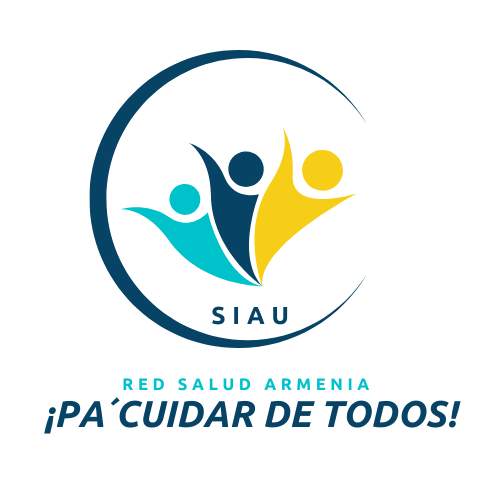 SIAU
RED SALUD ARMENIA
¡PA´CUIDAR DE TODOS!